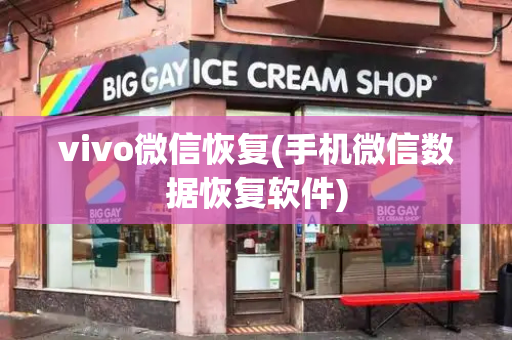 BIG GAY ICE CREAM SHOP
vivo微信恢复(手机微信数
据恢复软件)
BIG GAY
ICE CREAM SHOP
BIG GAY
ICE CREAM SHOP